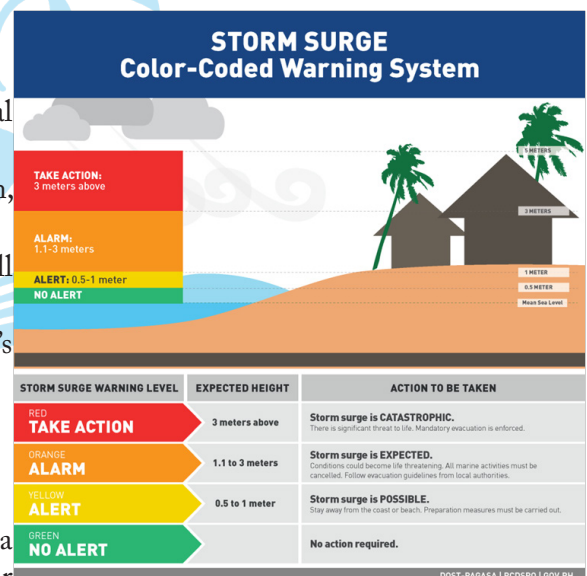 STORM SURGE
Color-Coded Warning System
al
n,
ll
's
a
r
TAKE ACTION:
3 meters above
ALARM:
1.1-3 meters
ALERT: 0.5-1 meter
NO ALERT
5 METERS
3 METERS
1 METER
0.5 METER
Mean Sea Level
STORM SURGE WARNING LEVEL EXPECTED HEIGHT ACTION TO BE TAKEN
RED
TAKE ACTION
3 meters above
Storm surge is CATASTROPHIC.
There is significant threat to life. Mandatory evacuation is enforced.
ORANGE
ALARM
1.1 to 3 meters
Storm surge is EXPECTED.
Conditions could become life threatening. All marine activities must be
cancelled. Follow evacuation guidelines from local authorities.
YELLOW
ALERT
0.5 to 1 meter
Storm surge is POSSIBLE.
Stay away from the coast or beach. Preparation measures must be carried out.
GREEN
NO ALERT
No action required.